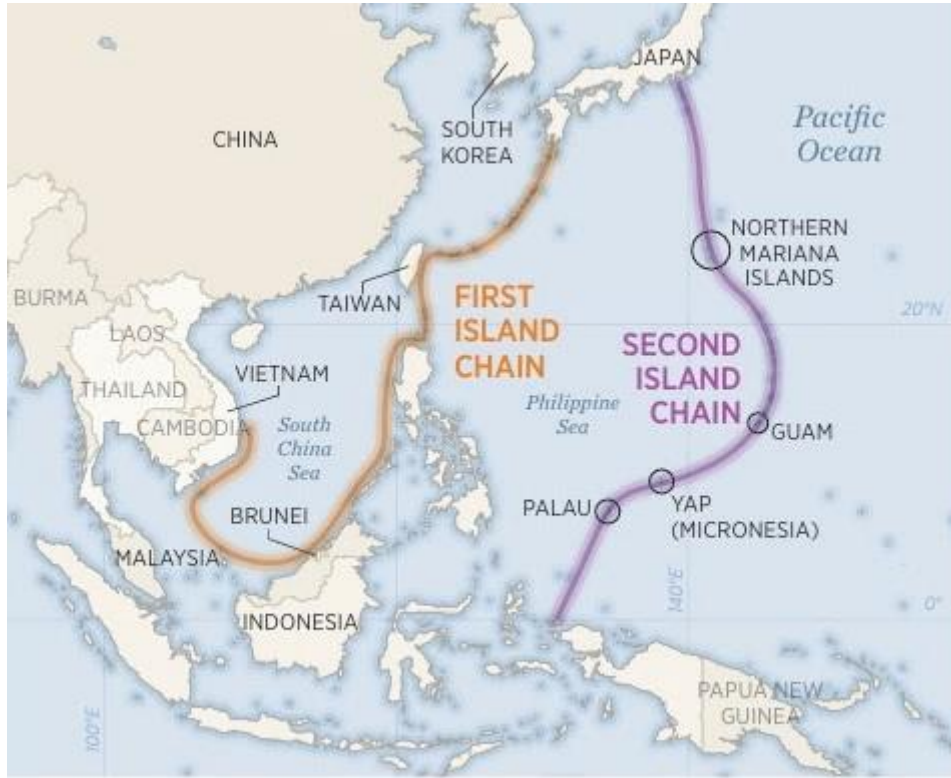 JAPAN
SOUTH
KOREA
Pacific
Ocean
CHINA
NORTHERN
MARIANA
ISLANDS
BURMA
TAIWAN
FIRST
ISLAND
CHAIN
20°N
LAOS
SECOND
ISLAND
CHAIN
VIETNAM
THAILAND
Philippine
Sea
CAMBODIA
South
China
Sea
GUAM
BRUNEI
PALAU
YAP
(MICRONESIA)
MALAYSIA
140°E
0°
INDONESIA
PAPUA NEW
GUINEA
100°E